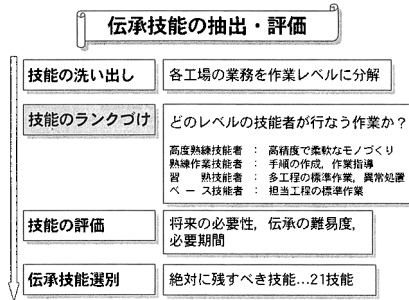 伝承技能の抽出・評価
技能の洗い出し
各工場の業務を作業レベルに分解
技能のランクづけ
どのレベルの技能者が行なう作業か？
高度熟練技能者 ： 高精度で柔軟なモノづくり
熟練作業技能者 ： 手順の作成，作業指導
習　熟技能者 ： 多工程の標準作業，異常処置
ベ ー ス技能者 ： 担当工程の標準作業
技能の評価
将来の必要性，伝承の難易度，
必要期間
伝承技能選別
絶対に残すべき技能…21技能